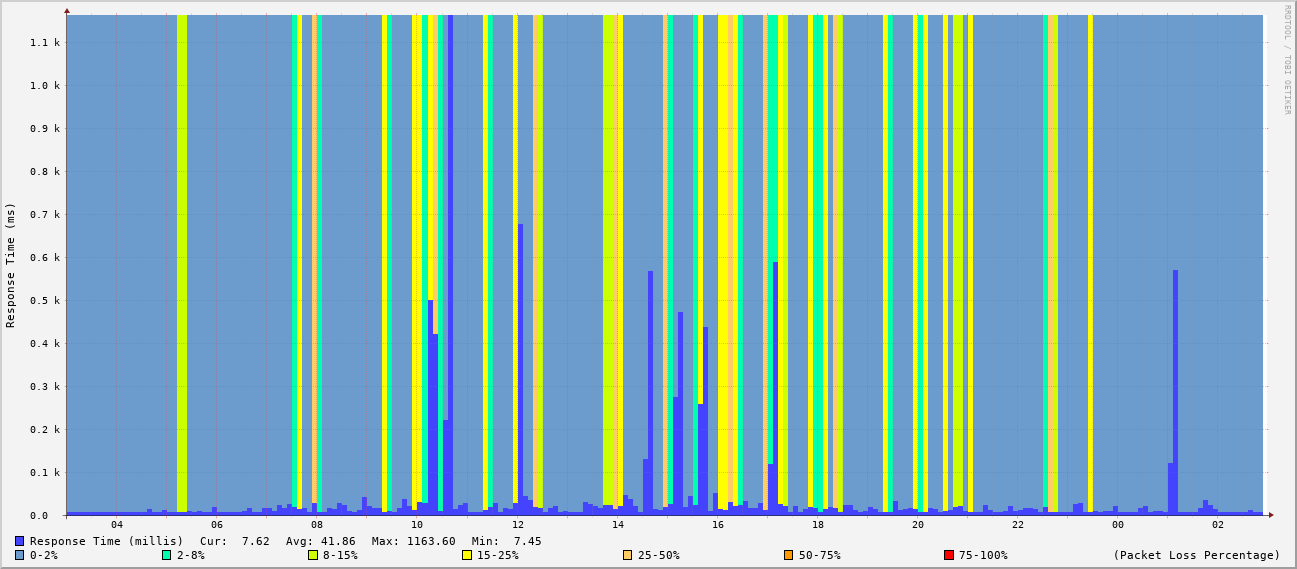 RRDTOOL / TOBI OETIKER
Response Time (ms)
1.1 k
1.0 k
0.9 k
0.8 k
0.7 k
0.6 k
0.5 k
0.4 k
0.3 k
0.2 k
0.1 k
0.0
04 06 08 10 12 14 16 18 20 22 00 02
Response Time (millis) Cur: 7.62 Avg: 41.86 Max: 1163.60 Min: 7.45
0-2% 2-8% 8-15% 15-25% 25-50% 50-75% 75-100% (Packet Loss Percentage)